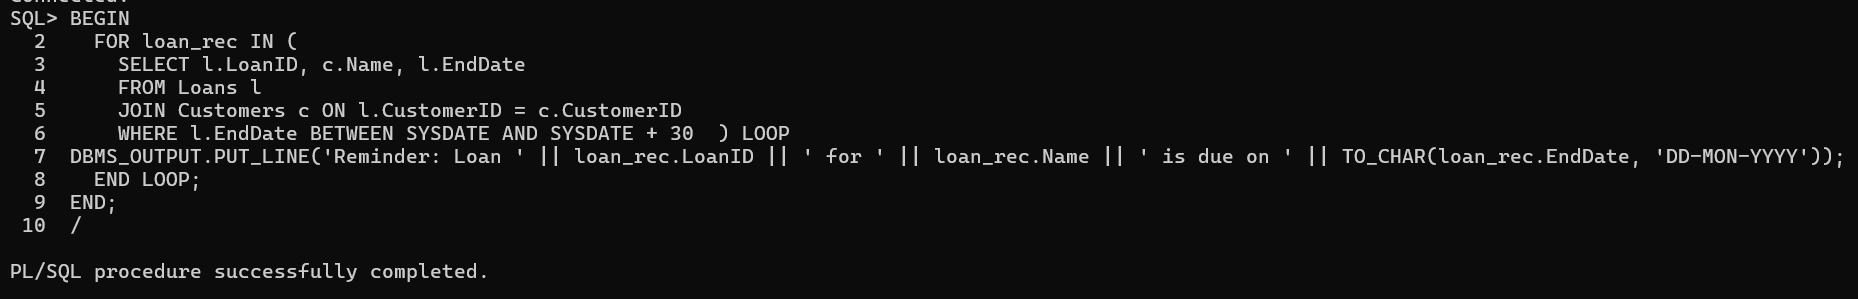 Connected.
SQL> BEGIN
  2    FOR loan_rec IN (
  3      SELECT l.LoanID, c.Name, l.EndDate
  4      FROM Loans l
  5      JOIN Customers c ON l.CustomerID = c.CustomerID
  6      WHERE l.EndDate BETWEEN SYSDATE AND SYSDATE + 30  ) LOOP
  7  DBMS_OUTPUT.PUT_LINE('Reminder: Loan ' || loan_rec.LoanID || ' for ' || loan_rec.Name || ' is due on ' || TO_CHAR(loan_rec.EndDate, 'DD-MON-YYYY'));
  8    END LOOP;
  9  END;
 10  /
PL/SQL procedure successfully completed.